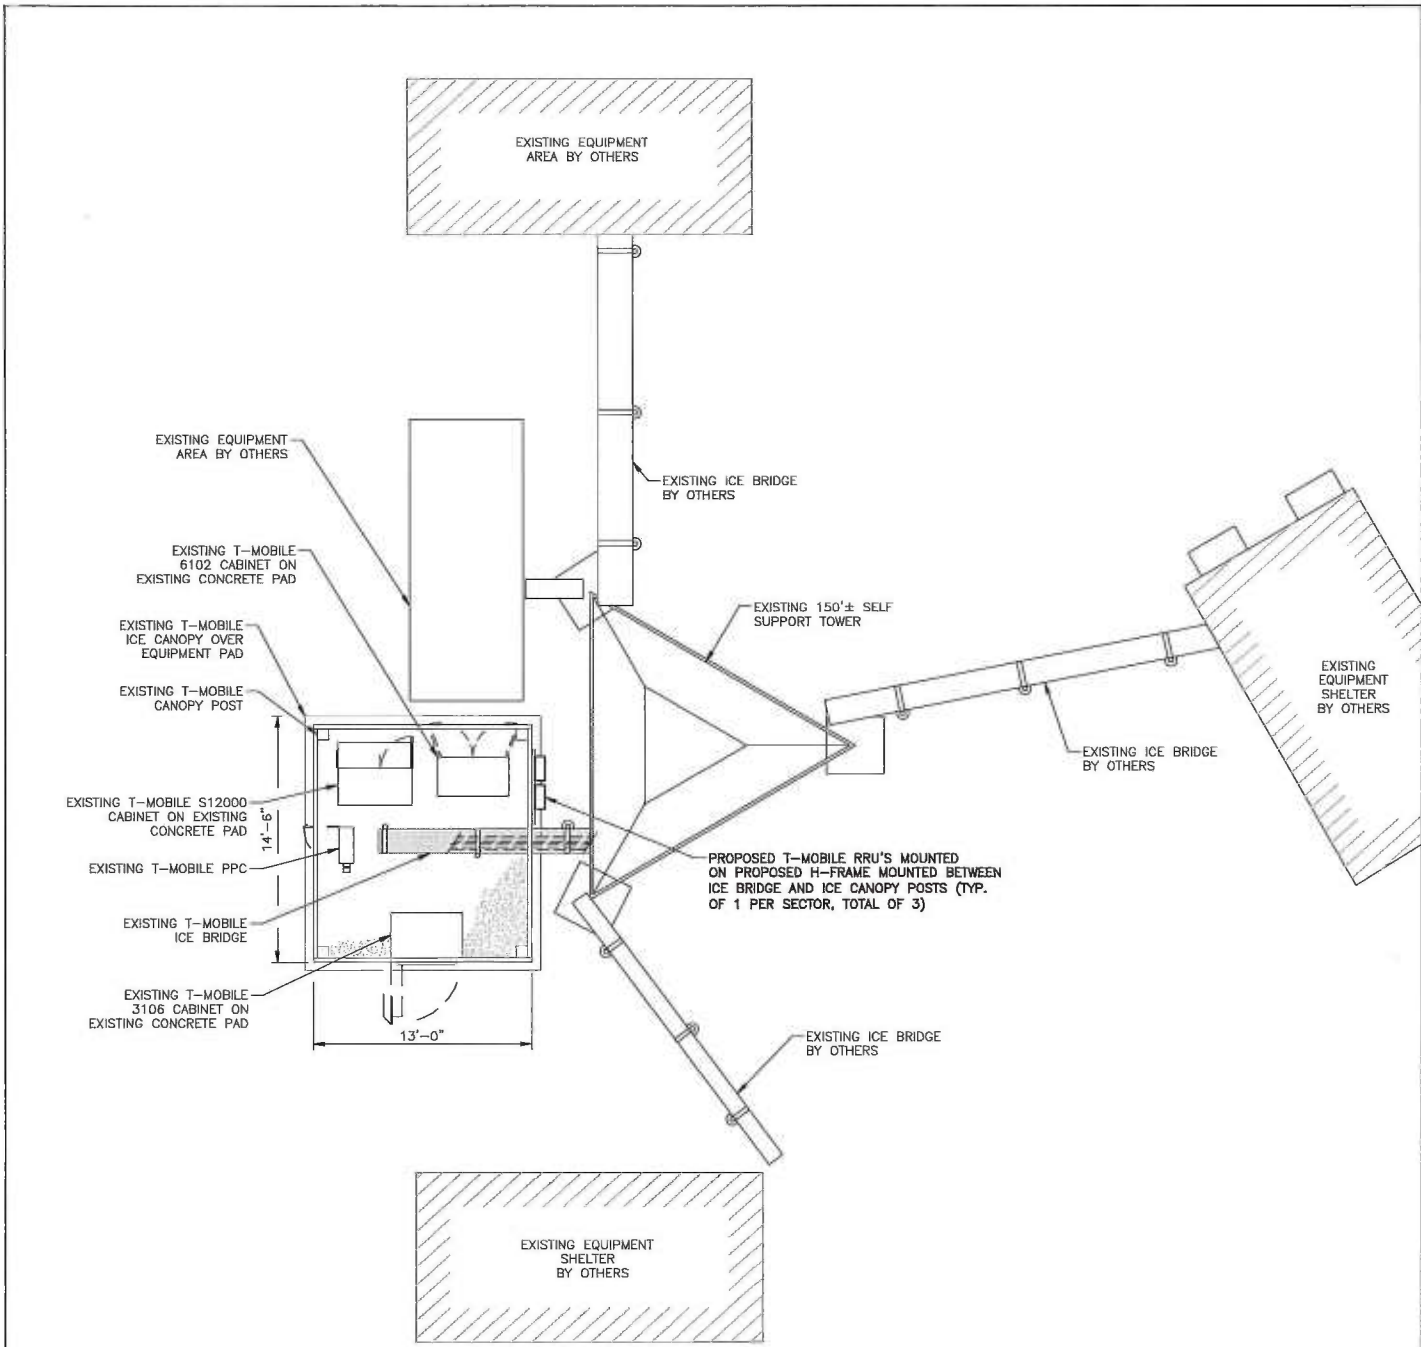 EXISTING EQUIPMENT
AREA BY OTHERS
EXISTING EQUIPMENT
AREA BY OTHERS
EXISTING ICE BRIDGE
BY OTHERS
EXISTING T-MOBILE
6102 CABINET ON
EXISTING CONCRETE PAD
EXISTING 150'± SELF
SUPPORT TOWER
EXISTING T-MOBILE
ICE CANOPY OVER
EQUIPMENT PAD
EXISTING
EQUIPMENT
SHELTER
BY OTHERS
EXISTING T-MOBILE
CANOPY POST
EXISTING ICE BRIDGE
BY OTHERS
EXISTING T-MOBILE S12000
CABINET ON EXISTING
CONCRETE PAD
14'-6"
EXISTING T-MOBILE PPC
PROPOSED T-MOBILE RRU'S MOUNTED
ON PROPOSED H-FRAME MOUNTED BETWEEN
ICE BRIDGE AND ICE CANOPY POSTS (TYP.
OF 1 PER SECTOR, TOTAL OF 3)
EXISTING T-MOBILE
ICE BRIDGE
EXISTING T-MOBILE
3106 CABINET ON
EXISTING CONCRETE PAD
13'-0"
EXISTING ICE BRIDGE
BY OTHERS
EXISTING EQUIPMENT
SHELTER
BY OTHERS